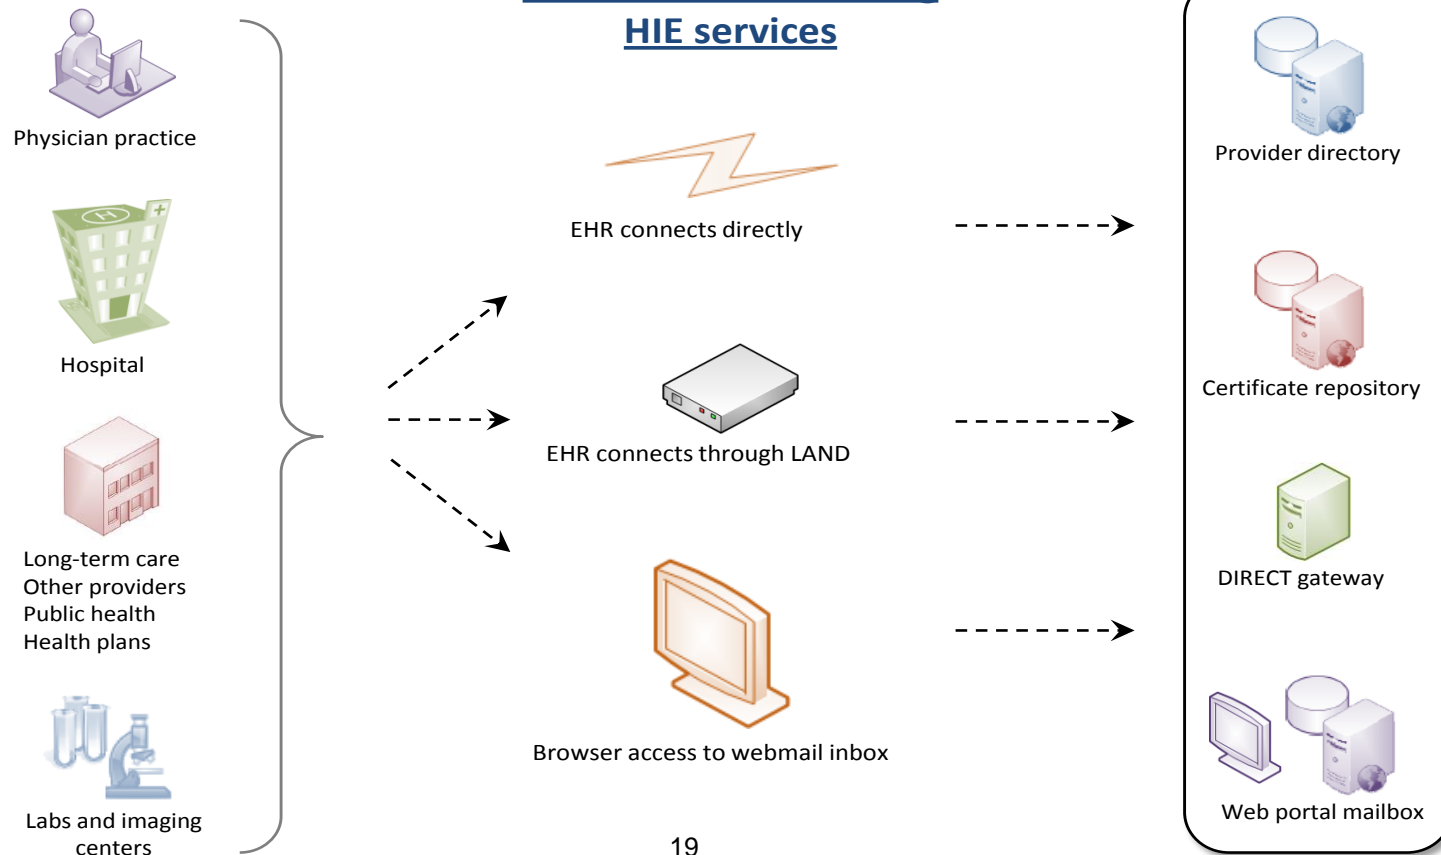 HIE services
Physician practice
Hospital
Long-term care
Other providers
Public health
Health plans
Labs and imaging
centers
EHR connects directly
EHR connects through LAND
Browser access to webmail inbox
Provider directory
Certificate repository
DIRECT gateway
Web portal mailbox
19